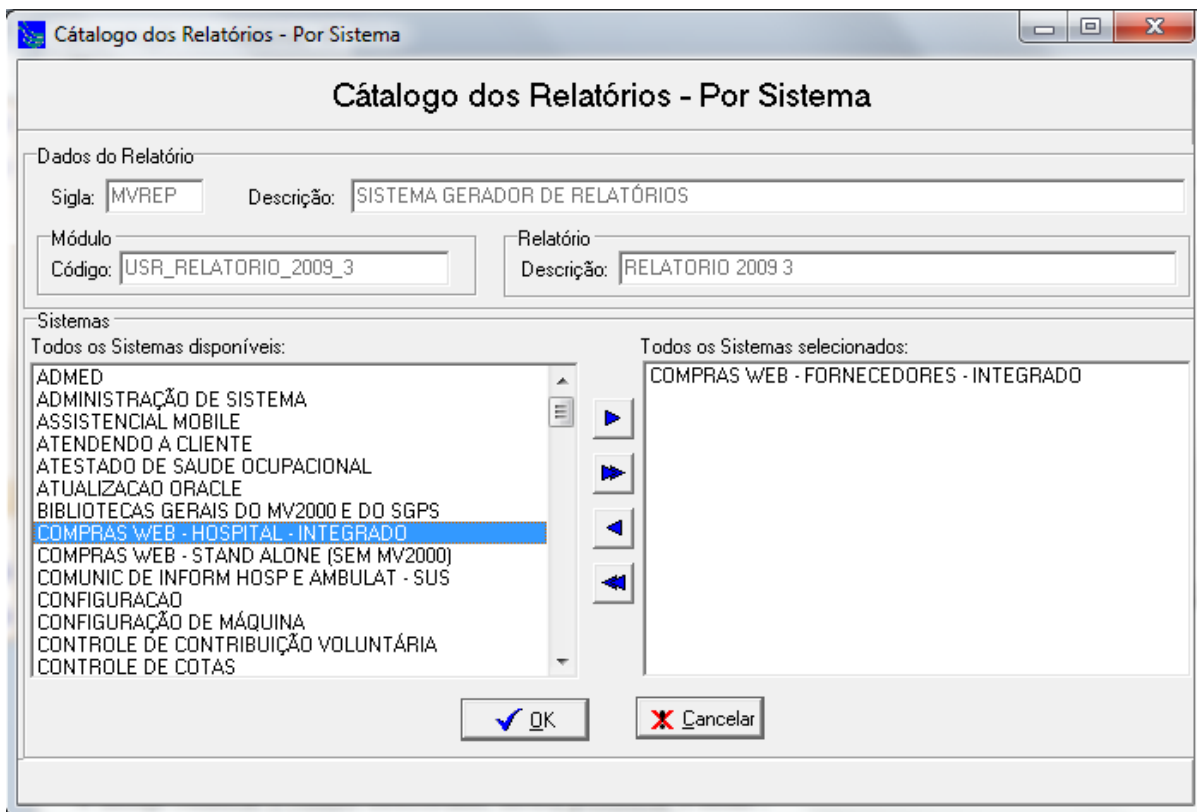 Cátalogo dos Relatórios - Por Sistema
Cátalogo dos Relatórios - Por Sistema
Dados do Relatório
Sigla: MVREP Descrição: SISTEMA GERADOR DE RELATÓRIOS
Módulo
Código: USR_RELATORIO_2009_3
Relatório
Descrição: RELATORIO 2009 3
Sistemas
Todos os Sistemas disponíveis:
ADMED
ADMINISTRAÇÃO DE SISTEMA
ASSISTENCIAL MOBILE
ATENDENDO A CLIENTE
ATESTADO DE SAUDE OCUPACIONAL
ATUALIZACAO ORACLE
BIBLIOTECAS GERAIS DO MV2000 E DO SGPS
COMPRAS WEB - HOSPITAL - INTEGRADO
COMPRAS WEB - STAND ALONE (SEM MV2000)
COMUNIC DE INFORM HOSP E AMBULAT - SUS
CONFIGURACAO
CONFIGURAÇÃO DE MÁQUINA
CONTROLE DE CONTRIBUIÇÃO VOLUNTÁRIA
CONTROLE DE COTAS
Todos os Sistemas selecionados:
COMPRAS WEB - FORNECEDORES - INTEGRADO
OK
Cancelar